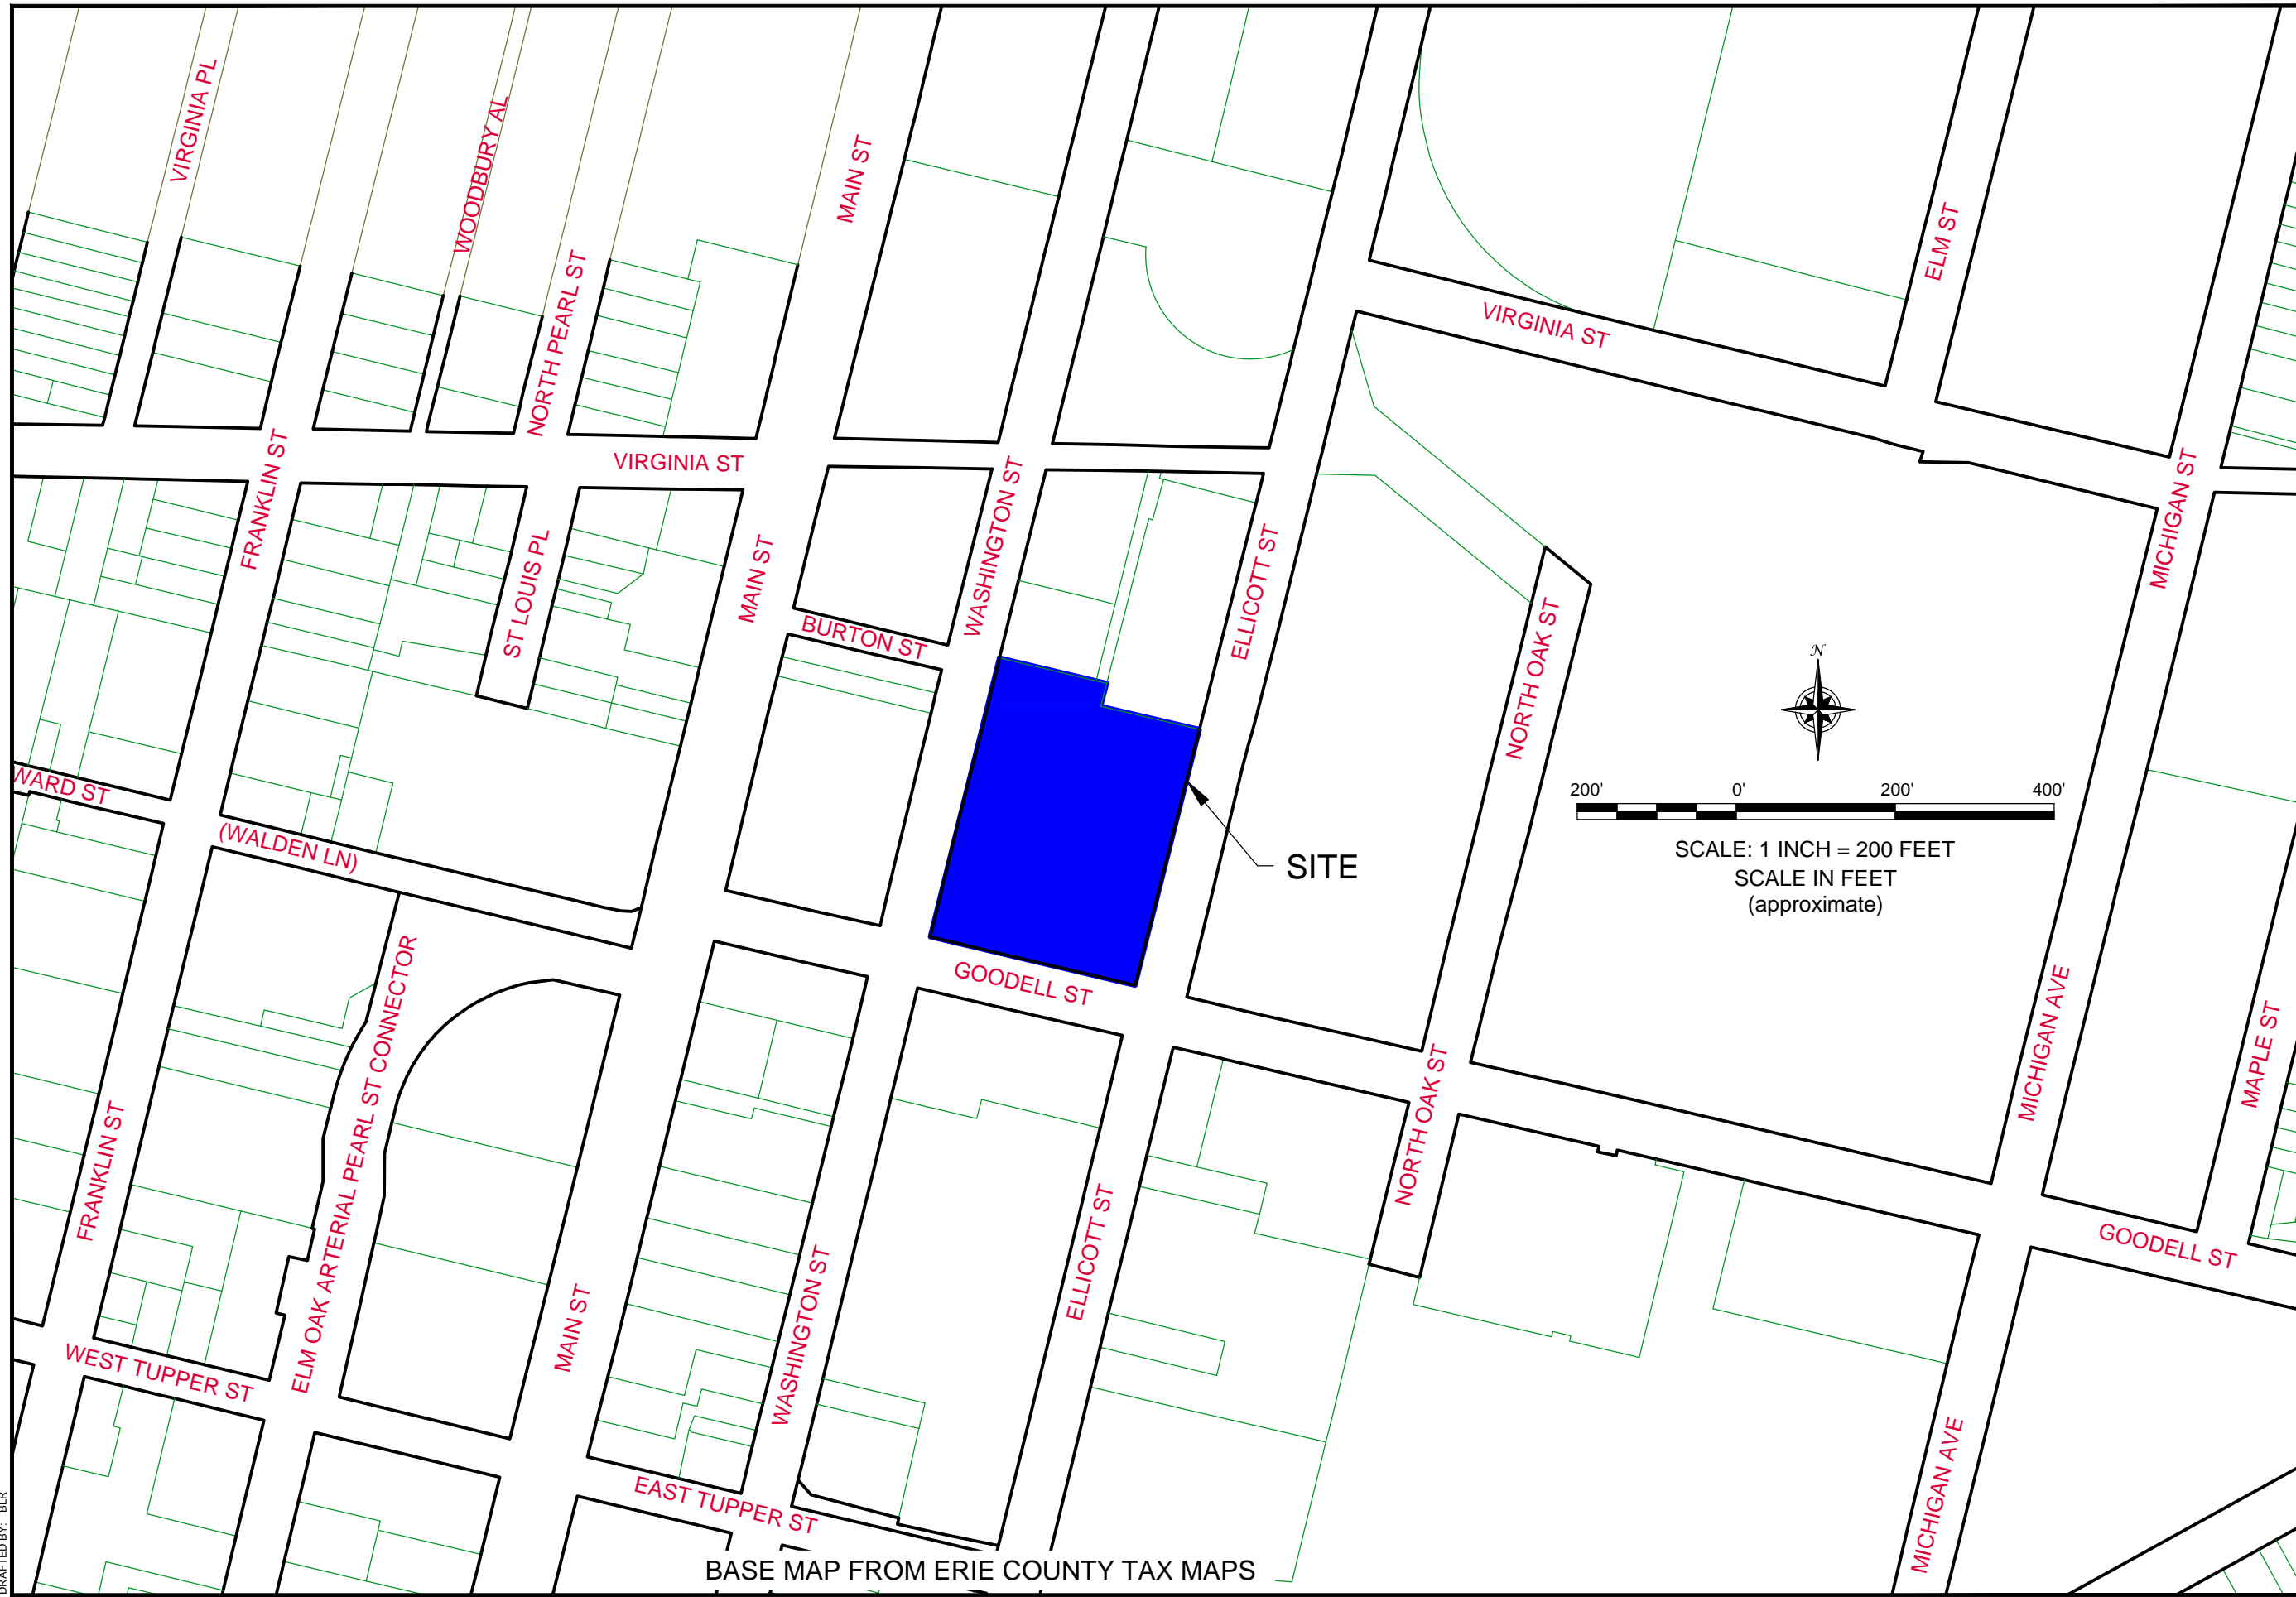 VIRGINIA PL
WOODBURY AL
NORTH PEARL ST
MAIN ST
ELM ST
VIRGINIA ST
VIRGINIA ST
FRANKLIN ST
WASHINGTON ST
MICHIGAN ST
ST LOUIS PL
MAIN ST
BURTON ST
ELLICOTT ST
NORTH OAK ST
N
WARD ST
(WALDEN LN)
200' 0' 200' 400'
SCALE: 1 INCH = 200 FEET
SCALE IN FEET
(approximate)
SITE
GOODELL ST
ELM OAK ARTERIAL PEARL ST CONNECTOR
FRANKLIN ST
NORTH OAK ST
MICHIGAN AVE
MAPLE ST
ELLICOTT ST
GOODELL ST
WASHINGTON ST
MAIN ST
WEST TUPPER ST
EAST TUPPER ST
MICHIGAN AVE
BASE MAP FROM ERIE COUNTY TAX MAPS
DRAFTED BY: BLR